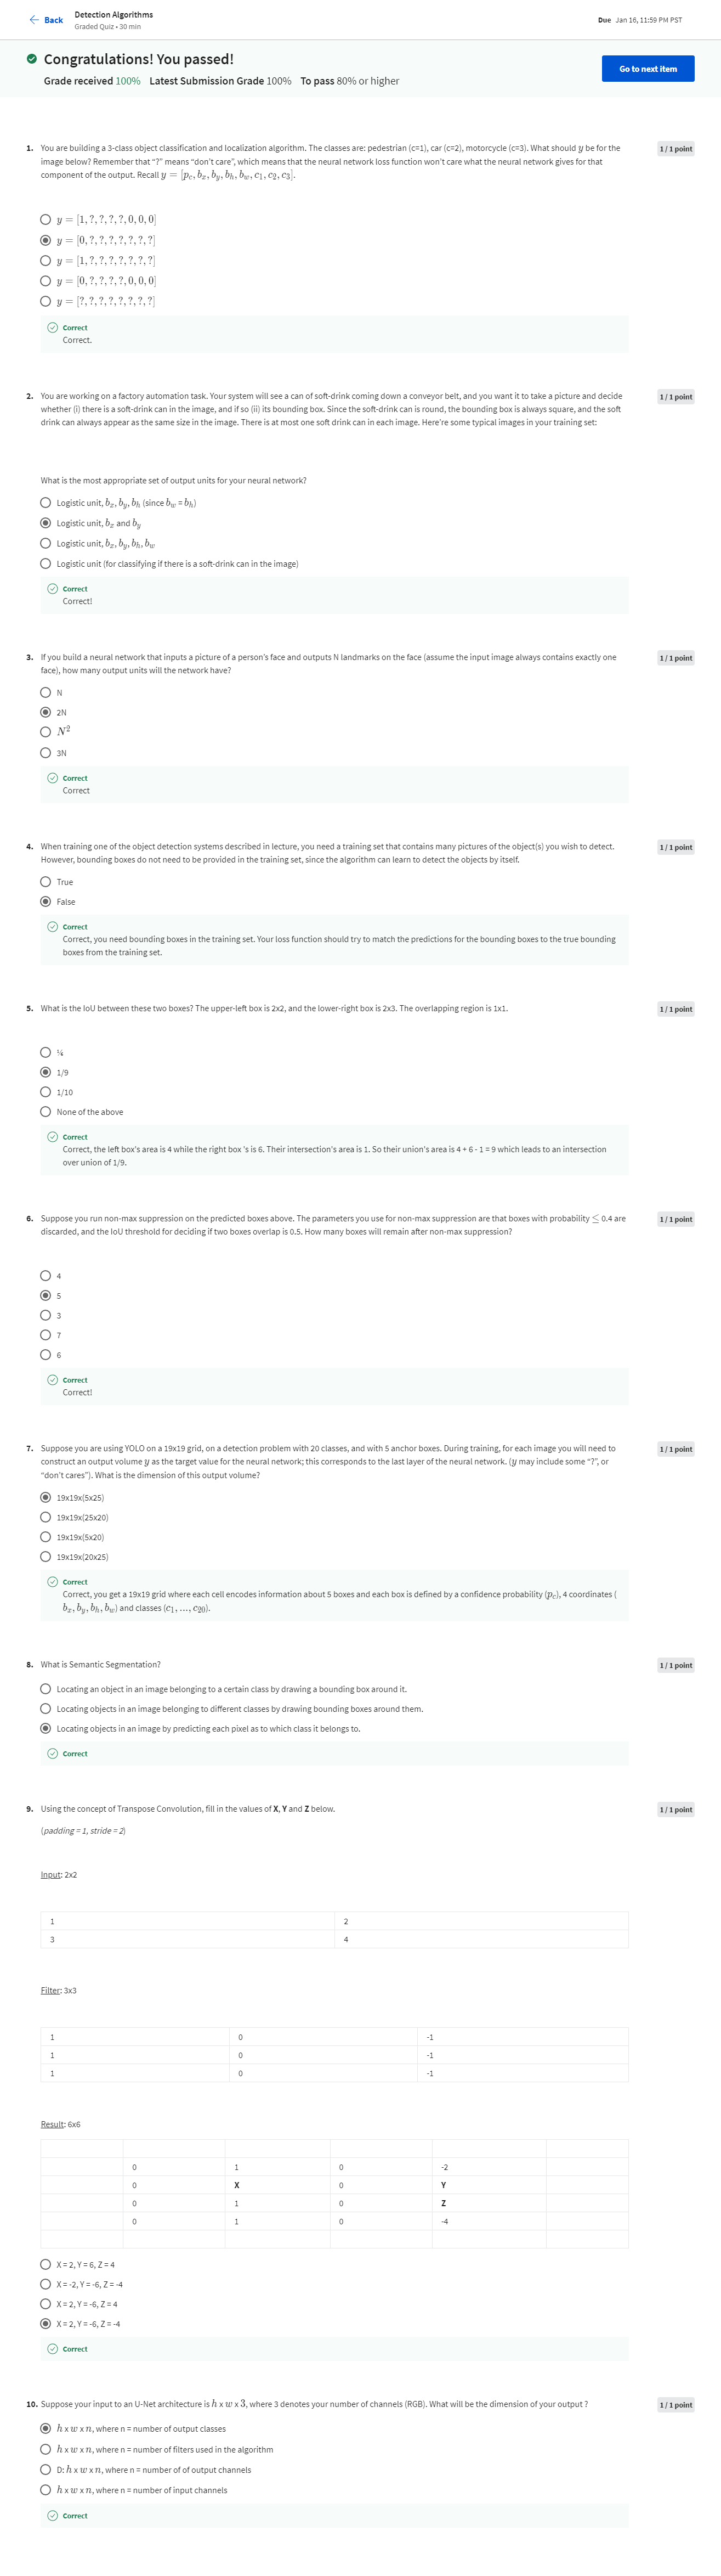 Back
Detection Algorithms
Graded Quiz • 30 min
Due Jan 16, 11:59 PM PST
Congratulations! You passed!
Grade received 100% Latest Submission Grade 100% To pass 80% or higher
Go to next item
1. You are building a 3-class object classification and localization algorithm. The classes are: pedestrian (c=1), car (c=2), motorcycle (c=3). What should y be for the
image below? Remember that "?" means "don't care", which means that the neural network loss function won't care what the neural network gives for that
component of the output. Recall y = [p_c, b_x, b_y, b_h, b_w, c_1, c_2, c_3].
1 / 1 point
y = [1, ?, ?, ?, ?, 0, 0, 0]
y = [0, ?, ?, ?, ?, ?, ?, ?]
y = [1, ?, ?, ?, ?, ?, ?, ?]
y = [0, ?, ?, ?, ?, 0, 0, 0]
y = [?, ?, ?, ?, ?, ?, ?, ?]
Correct
Correct.
2. You are working on a factory automation task. Your system will see a can of soft-drink coming down a conveyor belt, and you want it to take a picture and decide
whether (i) there is a soft-drink can in the image, and if so (ii) its bounding box. Since the soft-drink can is round, the bounding box is always square, and the soft
drink can always appear as the same size in the image. There is at most one soft drink can in each image. Here're some typical images in your training set:
1 / 1 point
What is the most appropriate set of output units for your neural network?
Logistic unit, b_x, b_y, b_h (since b_w = b_h)
Logistic unit, b_x and b_y
Logistic unit, b_x, b_y, b_h, b_w
Logistic unit (for classifying if there is a soft-drink can in the image)
Correct
Correct!
3. If you build a neural network that inputs a picture of a person's face and outputs N landmarks on the face (assume the input image always contains exactly one
face), how many output units will the network have?
1 / 1 point
N
2N
N^2
3N
Correct
Correct
4. When training one of the object detection systems described in lecture, you need a training set that contains many pictures of the object(s) you wish to detect.
However, bounding boxes do not need to be provided in the training set, since the algorithm can learn to detect the objects by itself.
1 / 1 point
True
False
Correct
Correct, you need bounding boxes in the training set. Your loss function should try to match the predictions for the bounding boxes to the true bounding
boxes from the training set.
5. What is the IoU between these two boxes? The upper-left box is 2x2, and the lower-right box is 2x3. The overlapping region is 1x1.
1 / 1 point
¼
1/9
1/10
None of the above
Correct
Correct, the left box's area is 4 while the right box 's is 6. Their intersection's area is 1. So their union's area is 4 + 6 - 1 = 9 which leads to an intersection
over union of 1/9.
6. Suppose you run non-max suppression on the predicted boxes above. The parameters you use for non-max suppression are that boxes with probability ≤ 0.4 are
discarded, and the IoU threshold for deciding if two boxes overlap is 0.5. How many boxes will remain after non-max suppression?
1 / 1 point
4
5
3
7
6
Correct
Correct!
7. Suppose you are using YOLO on a 19x19 grid, on a detection problem with 20 classes, and with 5 anchor boxes. During training, for each image you will need to
construct an output volume y as the target value for the neural network; this corresponds to the last layer of the neural network. (y may include some "?", or
"don't cares"). What is the dimension of this output volume?
1 / 1 point
19x19x(5x25)
19x19x(25x20)
19x19x(5x20)
19x19x(20x25)
Correct
Correct, you get a 19x19 grid where each cell encodes information about 5 boxes and each box is defined by a confidence probability (p_c), 4 coordinates (
b_x, b_y, b_h, b_w) and classes (c_1, ..., c_20).
8. What is Semantic Segmentation?
1 / 1 point
Locating an object in an image belonging to a certain class by drawing a bounding box around it.
Locating objects in an image belonging to different classes by drawing bounding boxes around them.
Locating objects in an image by predicting each pixel as to which class it belongs to.
Correct
9. Using the concept of Transpose Convolution, fill in the values of X, Y and Z below.
1 / 1 point
(padding = 1, stride = 2)
Input: 2x2
1 2
3 4
Filter: 3x3
1 0 -1
1 0 -1
1 0 -1
Result: 6x6
0 1 0 -2
0 X 0 Y
0 1 0 Z
0 1 0 -4
X = 2, Y = 6, Z = 4
X = -2, Y = -6, Z = -4
X = 2, Y = -6, Z = 4
X = 2, Y = -6, Z = -4
Correct
10. Suppose your input to an U-Net architecture is h x w x 3, where 3 denotes your number of channels (RGB). What will be the dimension of your output ?
1 / 1 point
h x w x n, where n = number of output classes
h x w x n, where n = number of filters used in the algorithm
D: h x w x n, where n = number of of output channels
h x w x n, where n = number of input channels
Correct